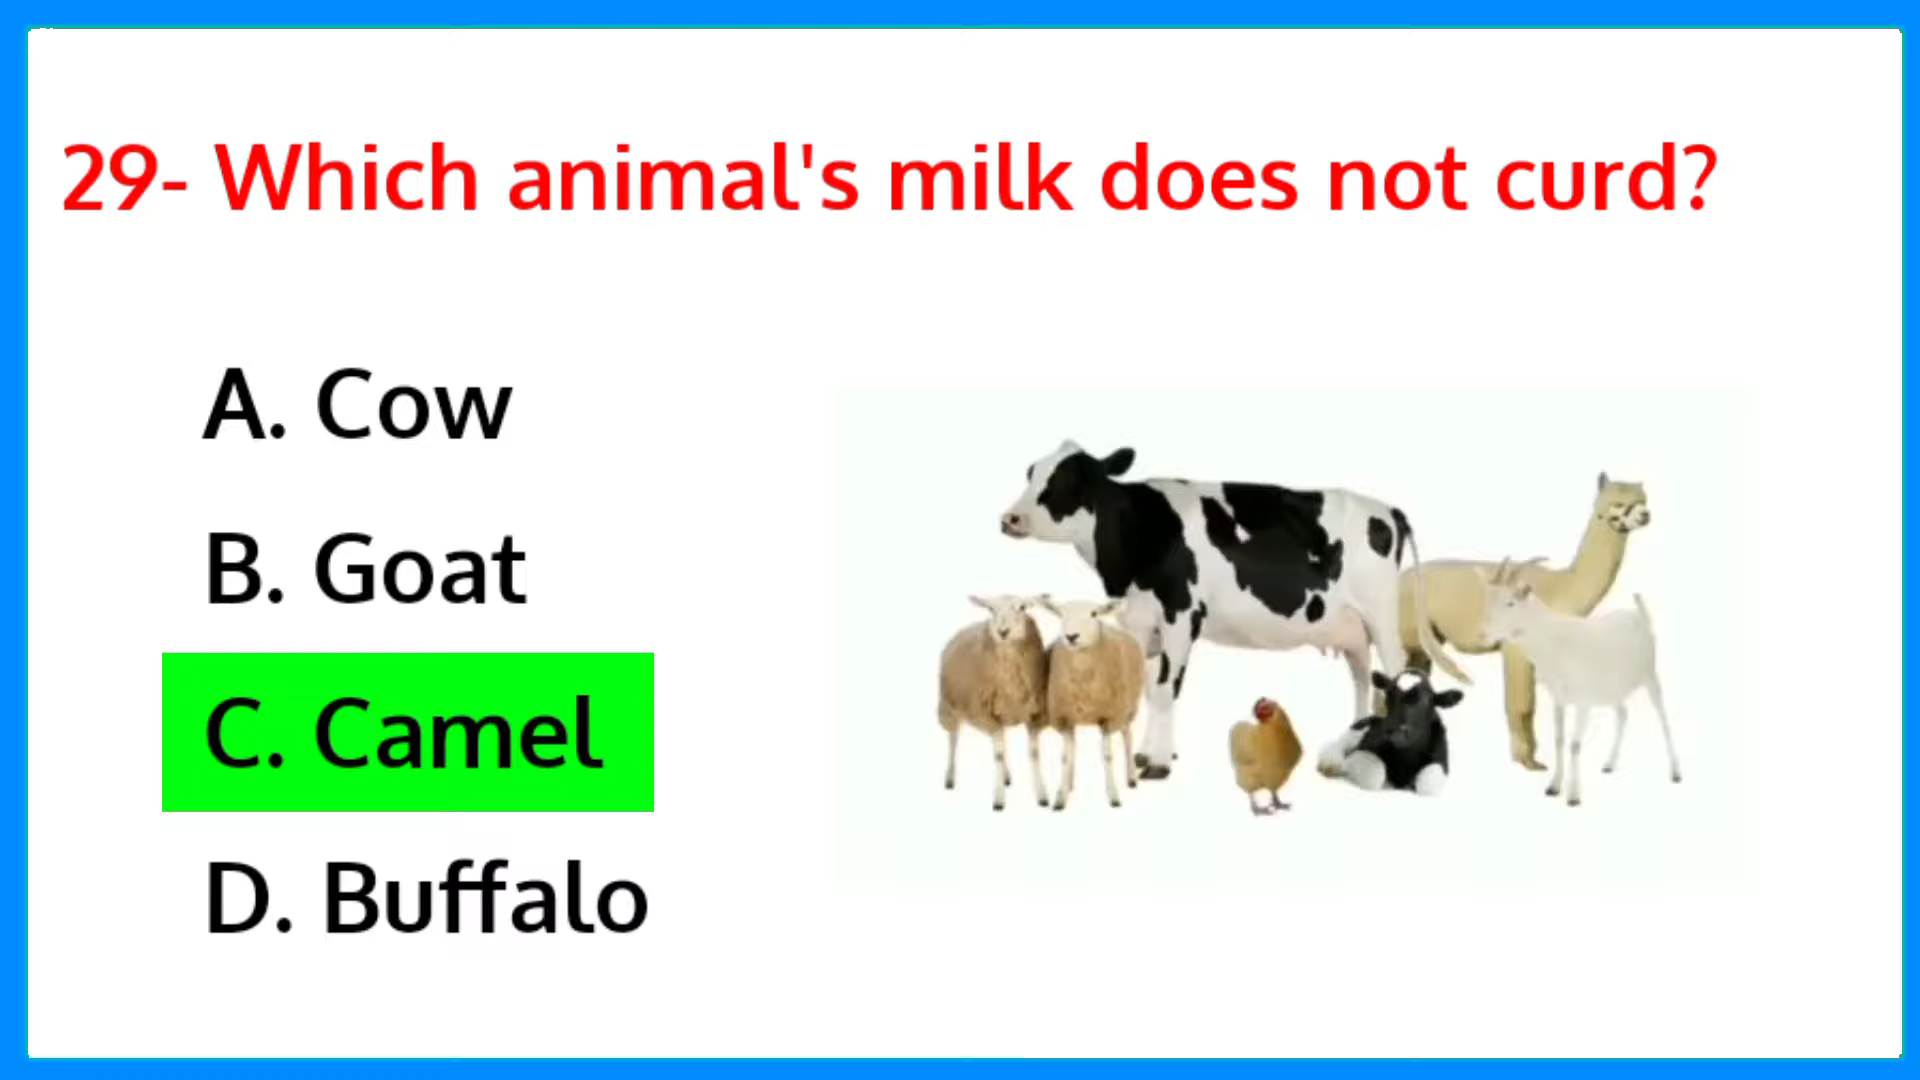 29- Which animal's milk does not curd?
A. Cow
B. Goat
C. Camel
D. Buffalo